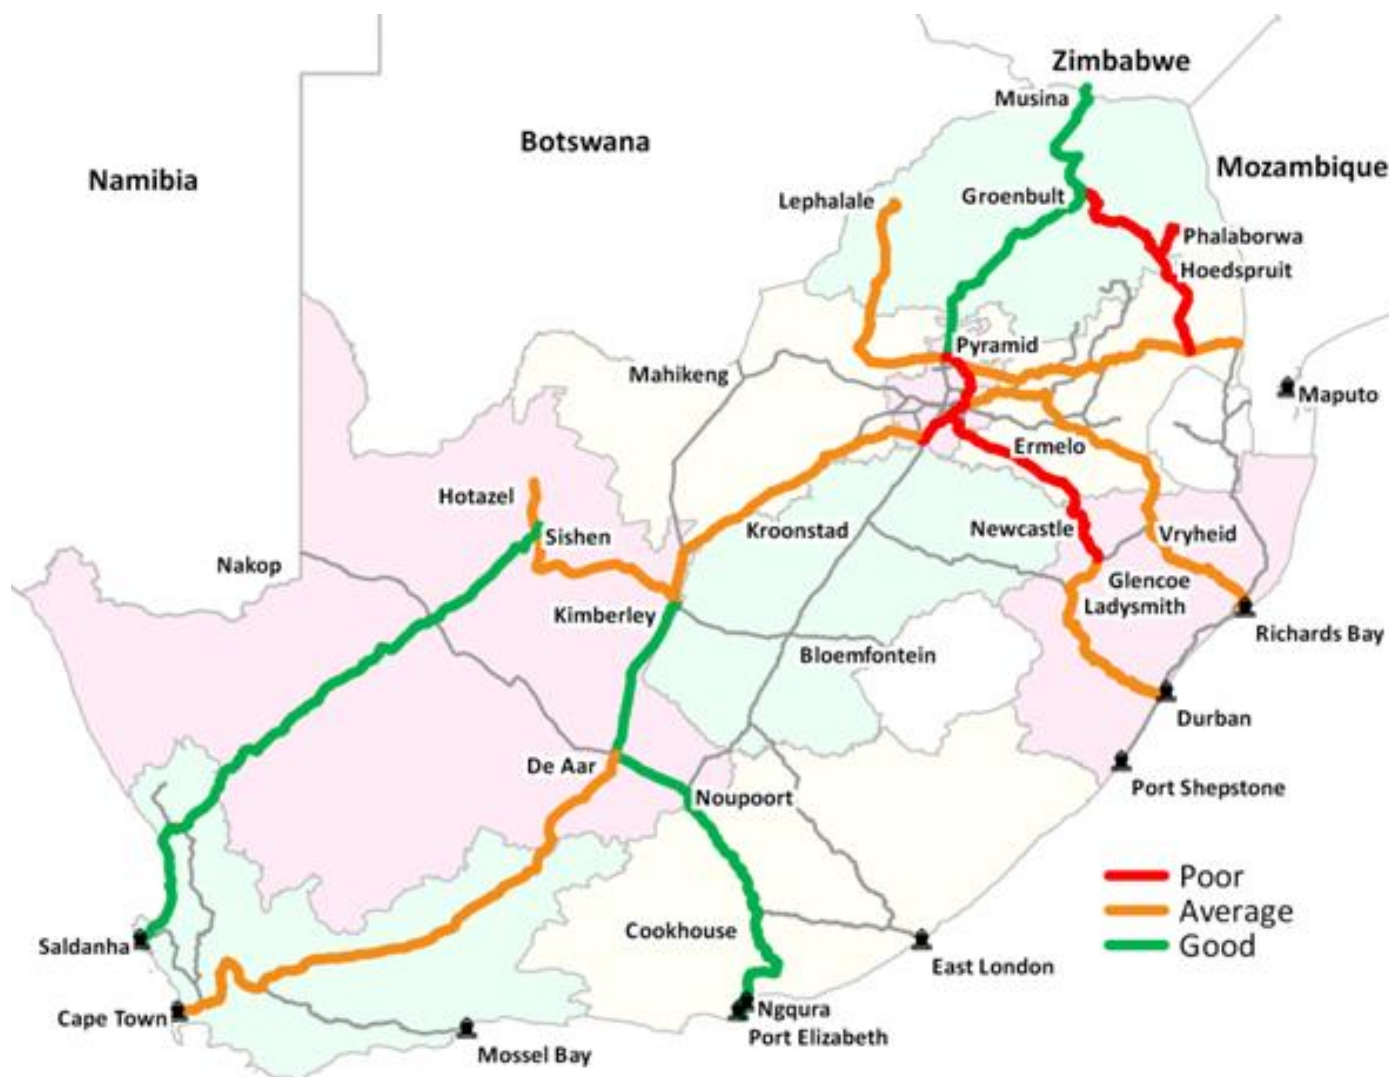 Zimbabwe
Musina
Botswana
Namibia
Mozambique
Lephalale
Groenbult
Phalaborwa
Hoedspruit
Pyramid
Mahikeng
Maputo
Ermelo
Hotazel
Sishen
Kroonstad
Newcastle
Vryheid
Nakop
Glencoe
Kimberley
Ladysmith
Richards Bay
Bloemfontein
Durban
De Aar
Port Shepstone
Noupoort
Poor
Average
Good
Cookhouse
Saldanha
East London
Cape Town
Ngqura
Port Elizabeth
Mossel Bay